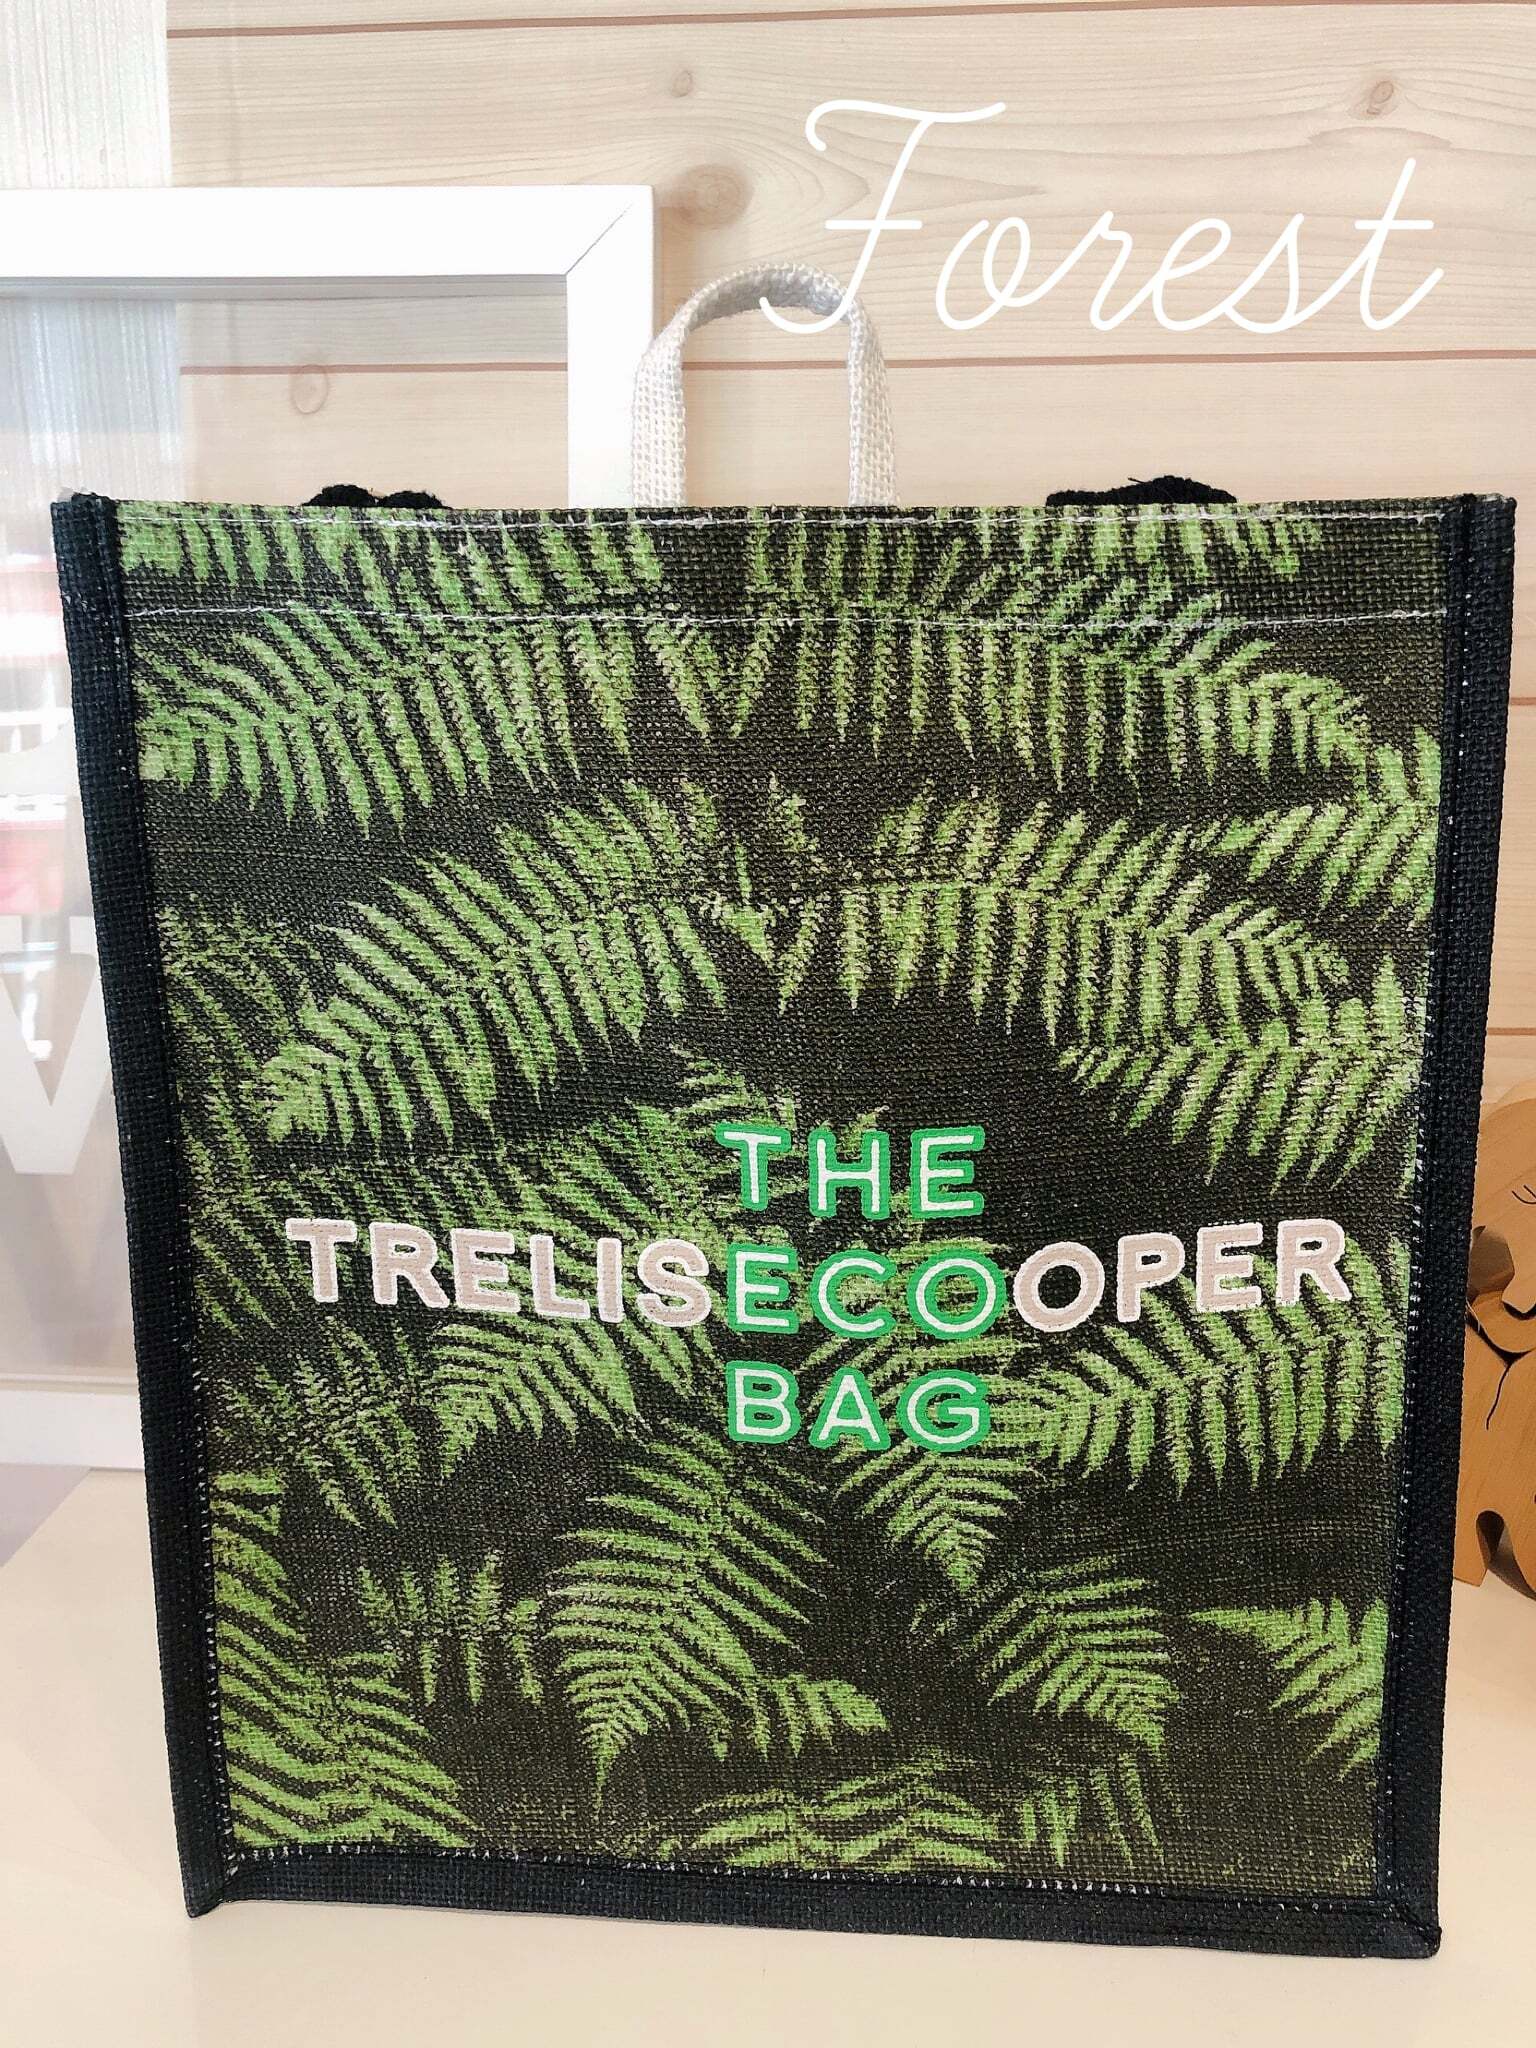 Forest
THE
TRELISECOOPER
BAG